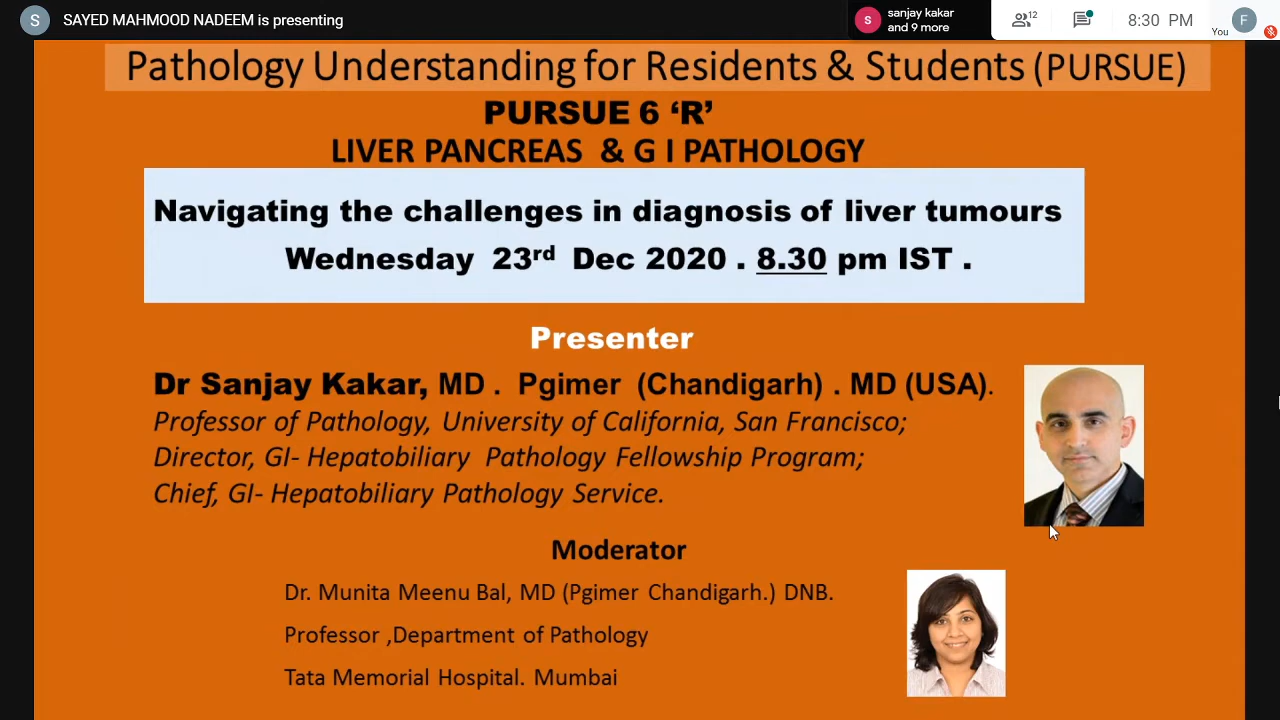 S SAYED MAHMOOD NADEEM is presenting
s sanjay kakar
and 9 more
12
8:30 PM
You
F
Pathology Understanding for Residents & Students (PURSUE)
PURSUE 6 ‘R’
LIVER PANCREAS & G I PATHOLOGY
Navigating the challenges in diagnosis of liver tumours
Wednesday 23rd Dec 2020 . 8.30 pm IST .
Presenter
Dr Sanjay Kakar, MD . Pgimer (Chandigarh) . MD (USA).
Professor of Pathology, University of California, San Francisco;
Director, GI- Hepatobiliary Pathology Fellowship Program;
Chief, GI- Hepatobiliary Pathology Service.
Moderator
Dr. Munita Meenu Bal, MD (Pgimer Chandigarh.) DNB.
Professor ,Department of Pathology
Tata Memorial Hospital. Mumbai